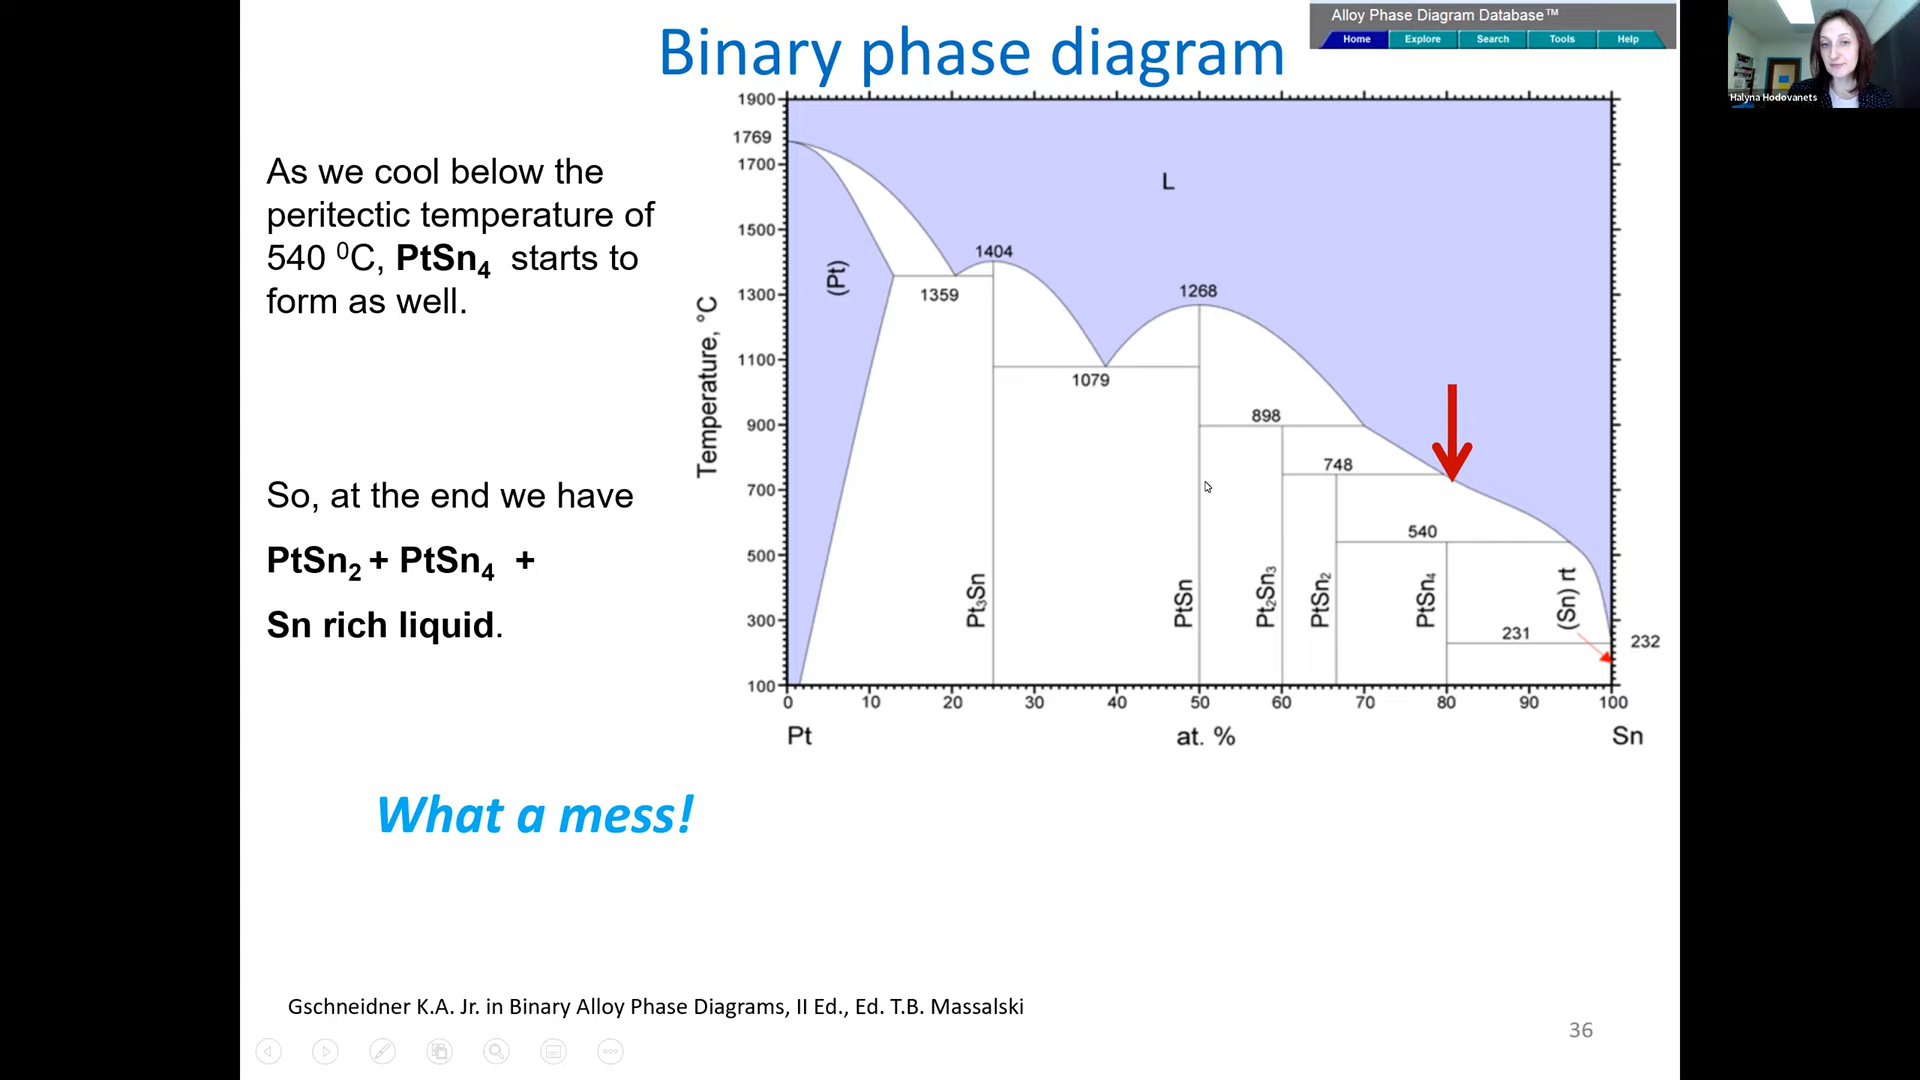 Binary phase diagram
Alloy Phase Diagram Database™
Home Explore Search Tools Help
Halyna Hodovanets
As we cool below the
peritectic temperature of
540 ⁰C, PtSn₄ starts to
form as well.
So, at the end we have
PtSn₂ + PtSn₄ +
Sn rich liquid.
What a mess!
Temperature, °C
1900
1769
1700
1500
1300
1100
900
700
500
300
100
L
(Pt)
1404
1359
1268
1079
898
748
540
231
232
Pt₃Sn
PtSn
Pt₂Sn₃
PtSn₂
PtSn₄
(Sn) rt
0 10 20 30 40 50 60 70 80 90 100
Pt at. % Sn
Gschneidner K.A. Jr. in Binary Alloy Phase Diagrams, II Ed., Ed. T.B. Massalski
36